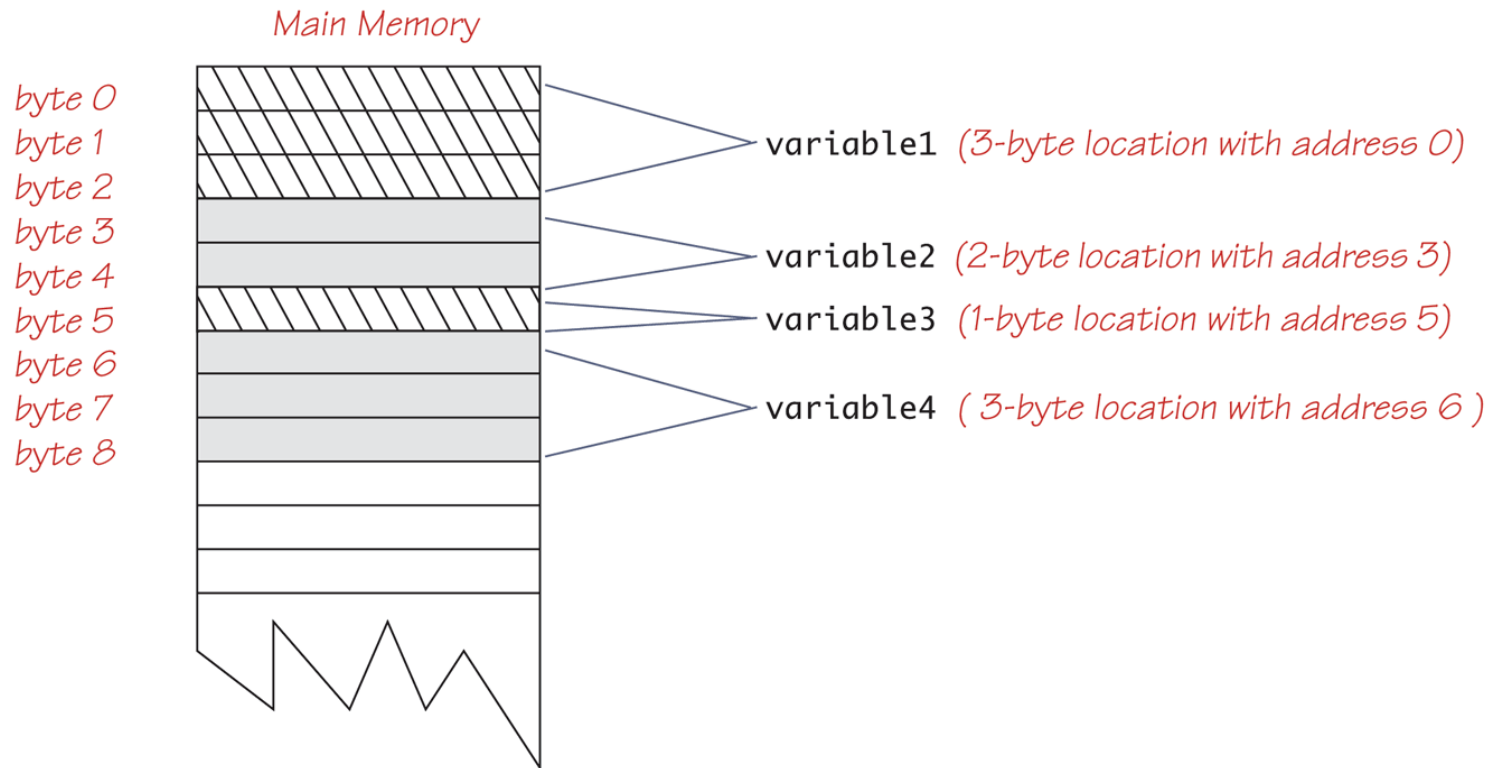 Main Memory
byte 0
byte 1
variable1 (3-byte location with address 0)
byte 2
byte 3
variable2 (2-byte location with address 3)
byte 4
byte 5
variable3 (1-byte location with address 5)
byte 6
byte 7
variable4 ( 3-byte location with address 6 )
byte 8